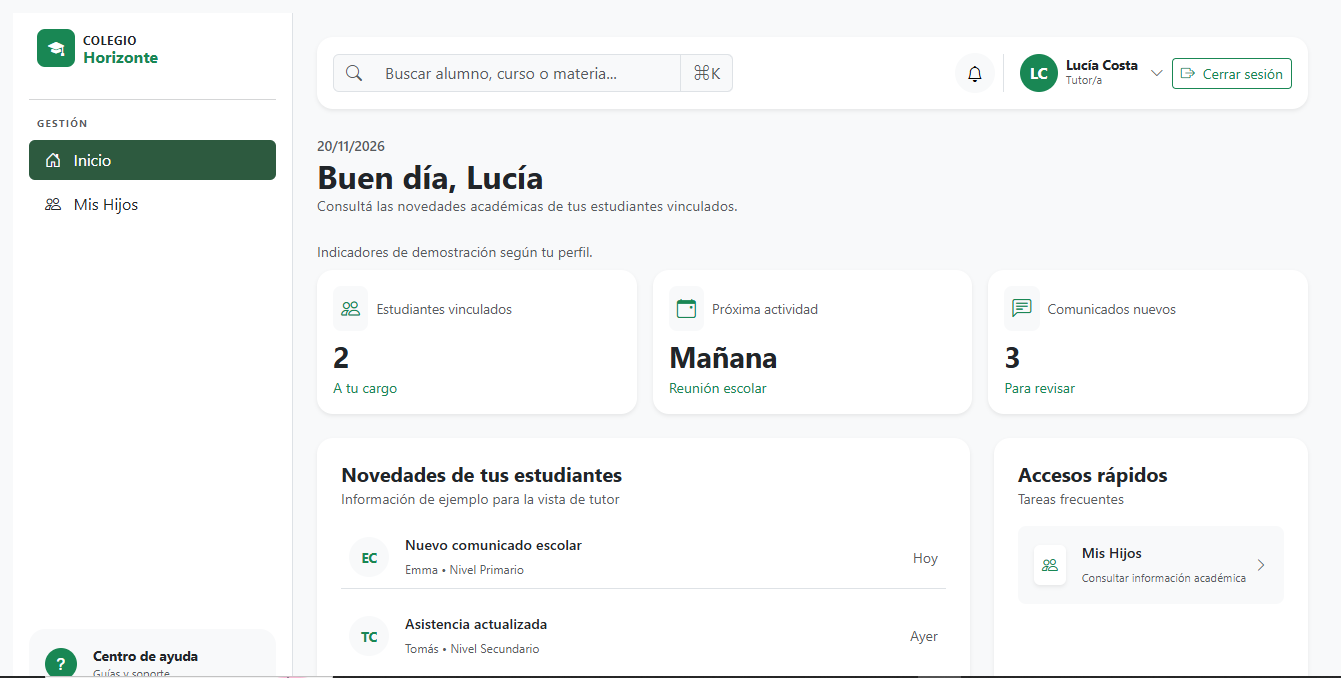 COLEGIO
Horizonte
GESTIÓN
Inicio
Mis Hijos
?
Centro de ayuda
Guías y soporte
Buscar alumno, curso o materia...
⌘K
LC
Lucía Costa
Tutor/a
Cerrar sesión
20/11/2026
Buen día, Lucía
Consultá las novedades académicas de tus estudiantes vinculados.
Indicadores de demostración según tu perfil.
Estudiantes vinculados
2
A tu cargo
Próxima actividad
Mañana
Reunión escolar
Comunicados nuevos
3
Para revisar
Novedades de tus estudiantes
Información de ejemplo para la vista de tutor
EC
Nuevo comunicado escolar
Emma • Nivel Primario
Hoy
TC
Asistencia actualizada
Tomás • Nivel Secundario
Ayer
Accesos rápidos
Tareas frecuentes
Mis Hijos
Consultar información académica